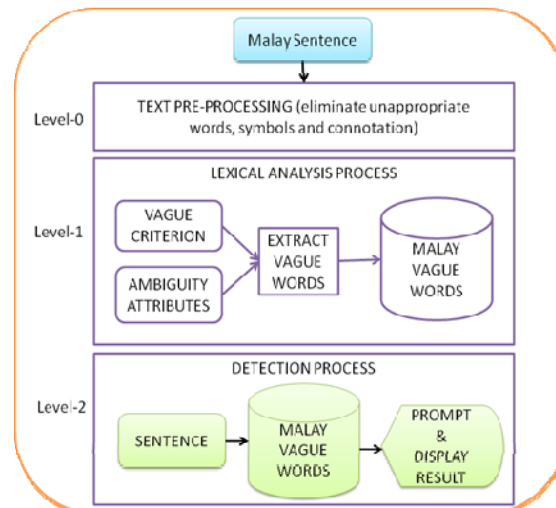 Malay Sentence
Level-0
TEXT PRE-PROCESSING (eliminate unappropriate
words, symbols and connotation)
LEXICAL ANALYSIS PROCESS
Level-1
VAGUE
CRITERION
AMBIGUITY
ATTRIBUTES
EXTRACT
VAGUE
WORDS
MALAY
VAGUE
WORDS
DETECTION PROCESS
Level-2
SENTENCE
MALAY
VAGUE
WORDS
PROMPT
&
DISPLAY
RESULT